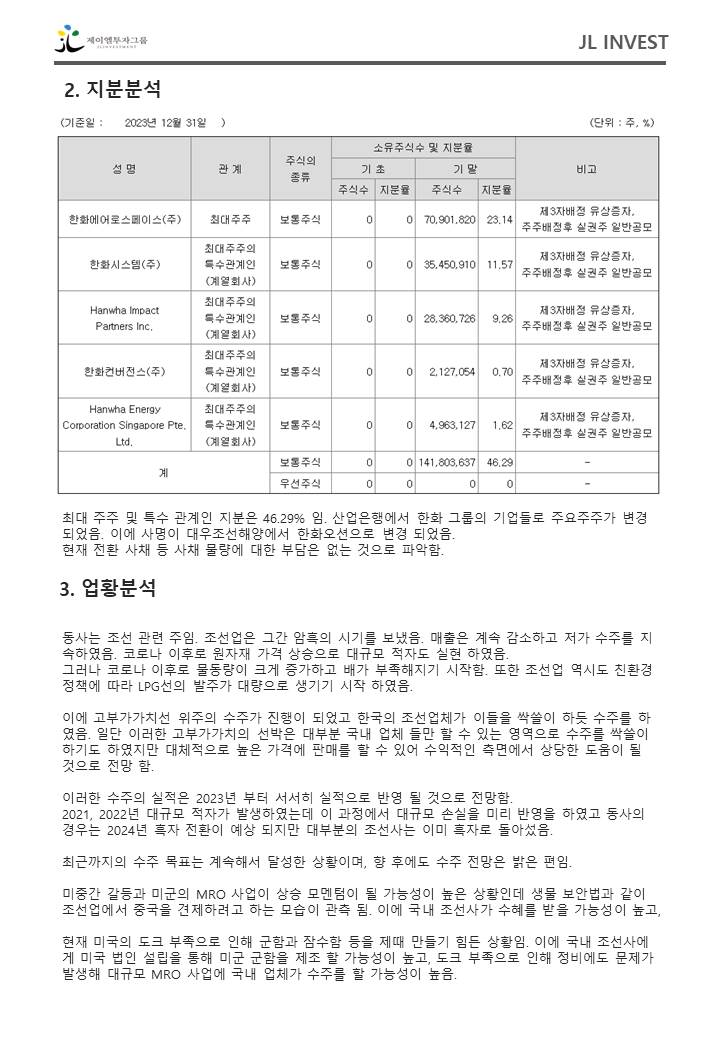 제이엘투자그룹
JL INVESTMENT
JL INVEST
2. 지분분석
(기준일 : 2023년 12월 31일 ) (단위 : 주, %)
성 명 관 계 주식의 종류 소유주식수 및 지분율 비고
기 초 기 말
주식수 지분율 주식수 지분율
한화에어로스페이스(주) 최대주주 보통주식 0 0 70,901,820 23.14 제3자배정 유상증자, 주주배정후 실권주 일반공모
한화시스템(주) 최대주주의 특수관계인 (계열회사) 보통주식 0 0 35,450,910 11.57 제3자배정 유상증자, 주주배정후 실권주 일반공모
Hanwha Impact Partners Inc. 최대주주의 특수관계인 (계열회사) 보통주식 0 0 28,360,726 9.26 제3자배정 유상증자, 주주배정후 실권주 일반공모
한화컨버전스(주) 최대주주의 특수관계인 (계열회사) 보통주식 0 0 2,127,054 0.70 제3자배정 유상증자, 주주배정후 실권주 일반공모
Hanwha Energy Corporation Singapore Pte. Ltd. 최대주주의 특수관계인 (계열회사) 보통주식 0 0 4,963,127 1.62 제3자배정 유상증자, 주주배정후 실권주 일반공모
계 보통주식 0 0 141,803,637 46.29 -
우선주식 0 0 0 0 -
최대 주주 및 특수 관계인 지분은 46.29% 임. 산업은행에서 한화 그룹의 기업들로 주요주주가 변경
되었음. 이에 사명이 대우조선해양에서 한화오션으로 변경 되었음.
현재 전환 사채 등 사채 물량에 대한 부담은 없는 것으로 파악함.
3. 업황분석
동사는 조선 관련 주임. 조선업은 그간 암흑의 시기를 보냈음. 매출은 계속 감소하고 저가 수주를 지
속하였음. 코로나 이후로 원자재 가격 상승으로 대규모 적자도 실현 하였음.
그러나 코로나 이후로 물동량이 크게 증가하고 배가 부족해지기 시작함. 또한 조선업 역시도 친환경
정책에 따라 LPG선의 발주가 대량으로 생기기 시작 하였음.
이에 고부가가치선 위주의 수주가 진행이 되었고 한국의 조선업체가 이들을 싹쓸이 하듯 수주를 하
였음. 일단 이러한 고부가가치의 선박은 대부분 국내 업체 들만 할 수 있는 영역으로 수주를 싹쓸이
하기도 하였지만 대체적으로 높은 가격에 판매를 할 수 있어 수익적인 측면에서 상당한 도움이 될
것으로 전망 함.
이러한 수주의 실적은 2023년 부터 서서히 실적으로 반영 될 것으로 전망함.
2021, 2022년 대규모 적자가 발생하였는데 이 과정에서 대규모 손실을 미리 반영을 하였고 동사의
경우는 2024년 흑자 전환이 예상 되지만 대부분의 조선사는 이미 흑자로 돌아섰음.
최근까지의 수주 목표는 계속해서 달성한 상황이며, 향 후에도 수주 전망은 밝은 편임.
미중간 갈등과 미군의 MRO 사업이 상승 모멘텀이 될 가능성이 높은 상황인데 생물 보안법과 같이
조선업에서 중국을 견제하려고 하는 모습이 관측 됨. 이에 국내 조선사가 수혜를 받을 가능성이 높고,
현재 미국의 도크 부족으로 인해 군함과 잠수함 등을 제때 만들기 힘든 상황임. 이에 국내 조선사에
게 미국 법인 설립을 통해 미군 군함을 제조 할 가능성이 높고, 도크 부족으로 인해 정비에도 문제가
발생해 대규모 MRO 사업에 국내 업체가 수주를 할 가능성이 높음.